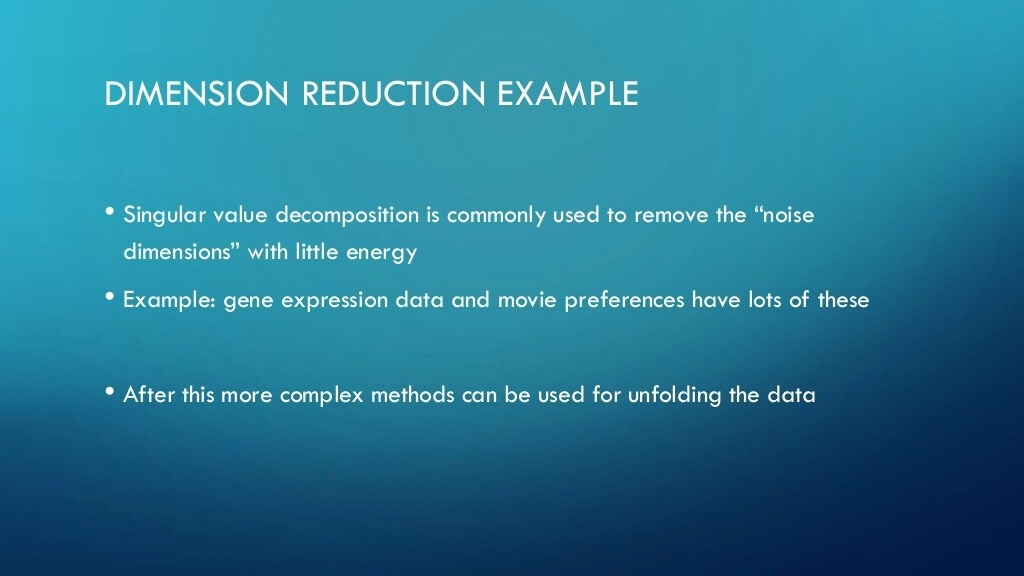 DIMENSION REDUCTION EXAMPLE
• Singular value decomposition is commonly used to remove the “noise
dimensions” with little energy
• Example: gene expression data and movie preferences have lots of these
• After this more complex methods can be used for unfolding the data